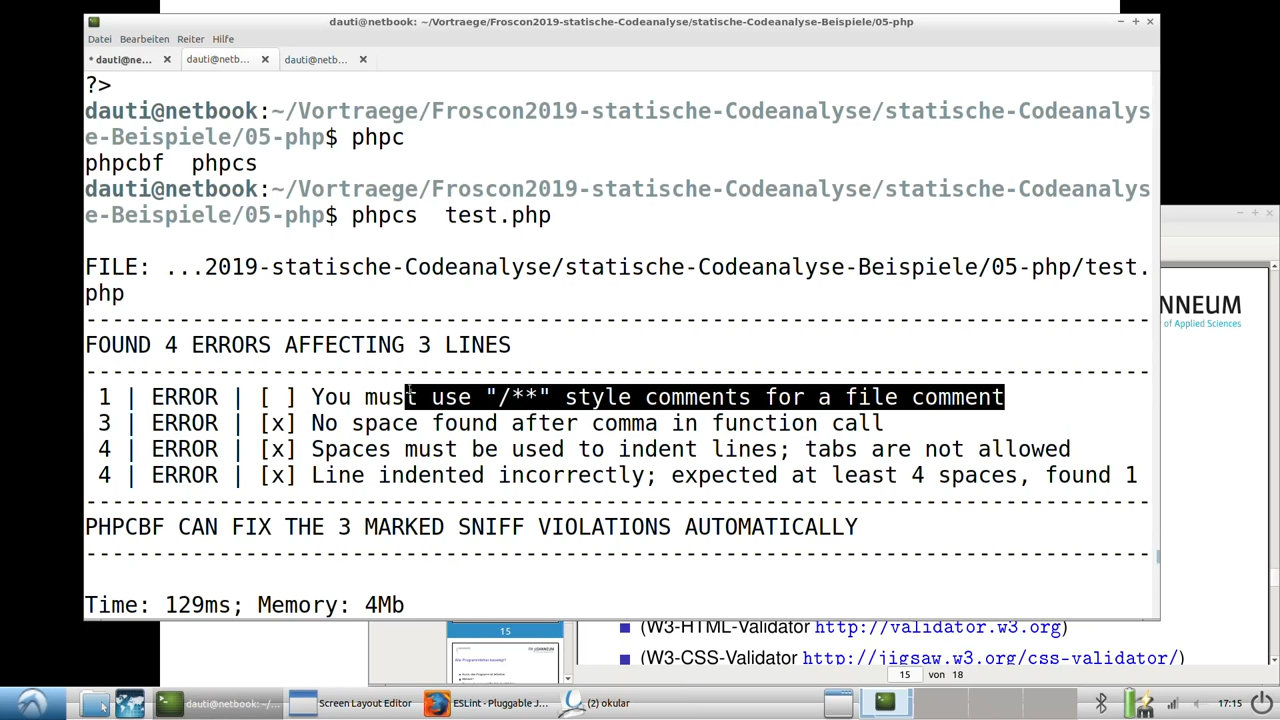 dauti@netbook: ~/Vortraege/Froscon2019-statische-Codeanalyse/statische-Codeanalyse-Beispiele/05-php
Datei Bearbeiten Reiter Hilfe
* dauti@ne... dauti@netb... dauti@netb...
?>
dauti@netbook:~/Vortraege/Froscon2019-statische-Codeanalyse/statische-Codeanalys
e-Beispiele/05-php$ phpc
phpcbf phpcs
dauti@netbook:~/Vortraege/Froscon2019-statische-Codeanalyse/statische-Codeanalys
e-Beispiele/05-php$ phpcs  test.php
FILE: ...2019-statische-Codeanalyse/statische-Codeanalyse-Beispiele/05-php/test.
php
--------------------------------------------------------------------------------
FOUND 4 ERRORS AFFECTING 3 LINES
--------------------------------------------------------------------------------
1 | ERROR | [ ] You must use "/**" style comments for a file comment
3 | ERROR | [x] No space found after comma in function call
4 | ERROR | [x] Spaces must be used to indent lines; tabs are not allowed
4 | ERROR | [x] Line indented incorrectly; expected at least 4 spaces, found 1
--------------------------------------------------------------------------------
PHPCBF CAN FIX THE 3 MARKED SNIFF VIOLATIONS AUTOMATICALLY
--------------------------------------------------------------------------------
Time: 129ms; Memory: 4Mb
NNEUM
of Applied Sciences
15
(W3-HTML-Validator http://validator.w3.org)
(W3-CSS-Validator http://jigsaw.w3.org/css-validator/)
15 von 18
dauti@netbook: ~/...
Screen Layout Editor
ESLint - Pluggable J...
(2) okular
17:15